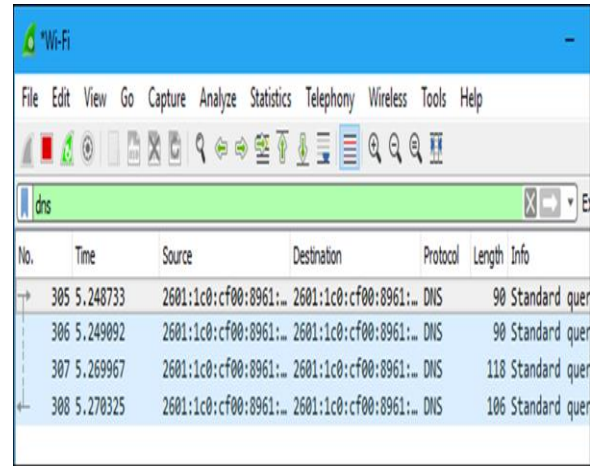 *Wi-Fi
File Edit View Go Capture Analyze Statistics Telephony Wireless Tools Help
dns
No. Time Source Destination Protocol Length Info
305 5.248733 2601:1c0:cf00:8961:… 2601:1c0:cf00:8961:… DNS 90 Standard quer
306 5.249092 2601:1c0:cf00:8961:… 2601:1c0:cf00:8961:… DNS 90 Standard quer
307 5.269967 2601:1c0:cf00:8961:… 2601:1c0:cf00:8961:… DNS 118 Standard quer
308 5.270325 2601:1c0:cf00:8961:… 2601:1c0:cf00:8961:… DNS 106 Standard quer